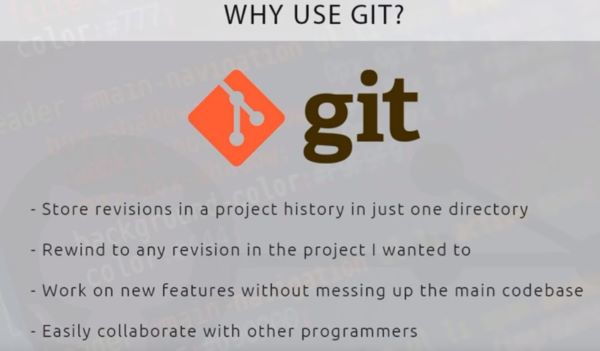 WHY USE GIT?
git
- Store revisions in a project history in just one directory
- Rewind to any revision in the project I wanted to
- Work on new features without messing up the main codebase
- Easily collaborate with other programmers